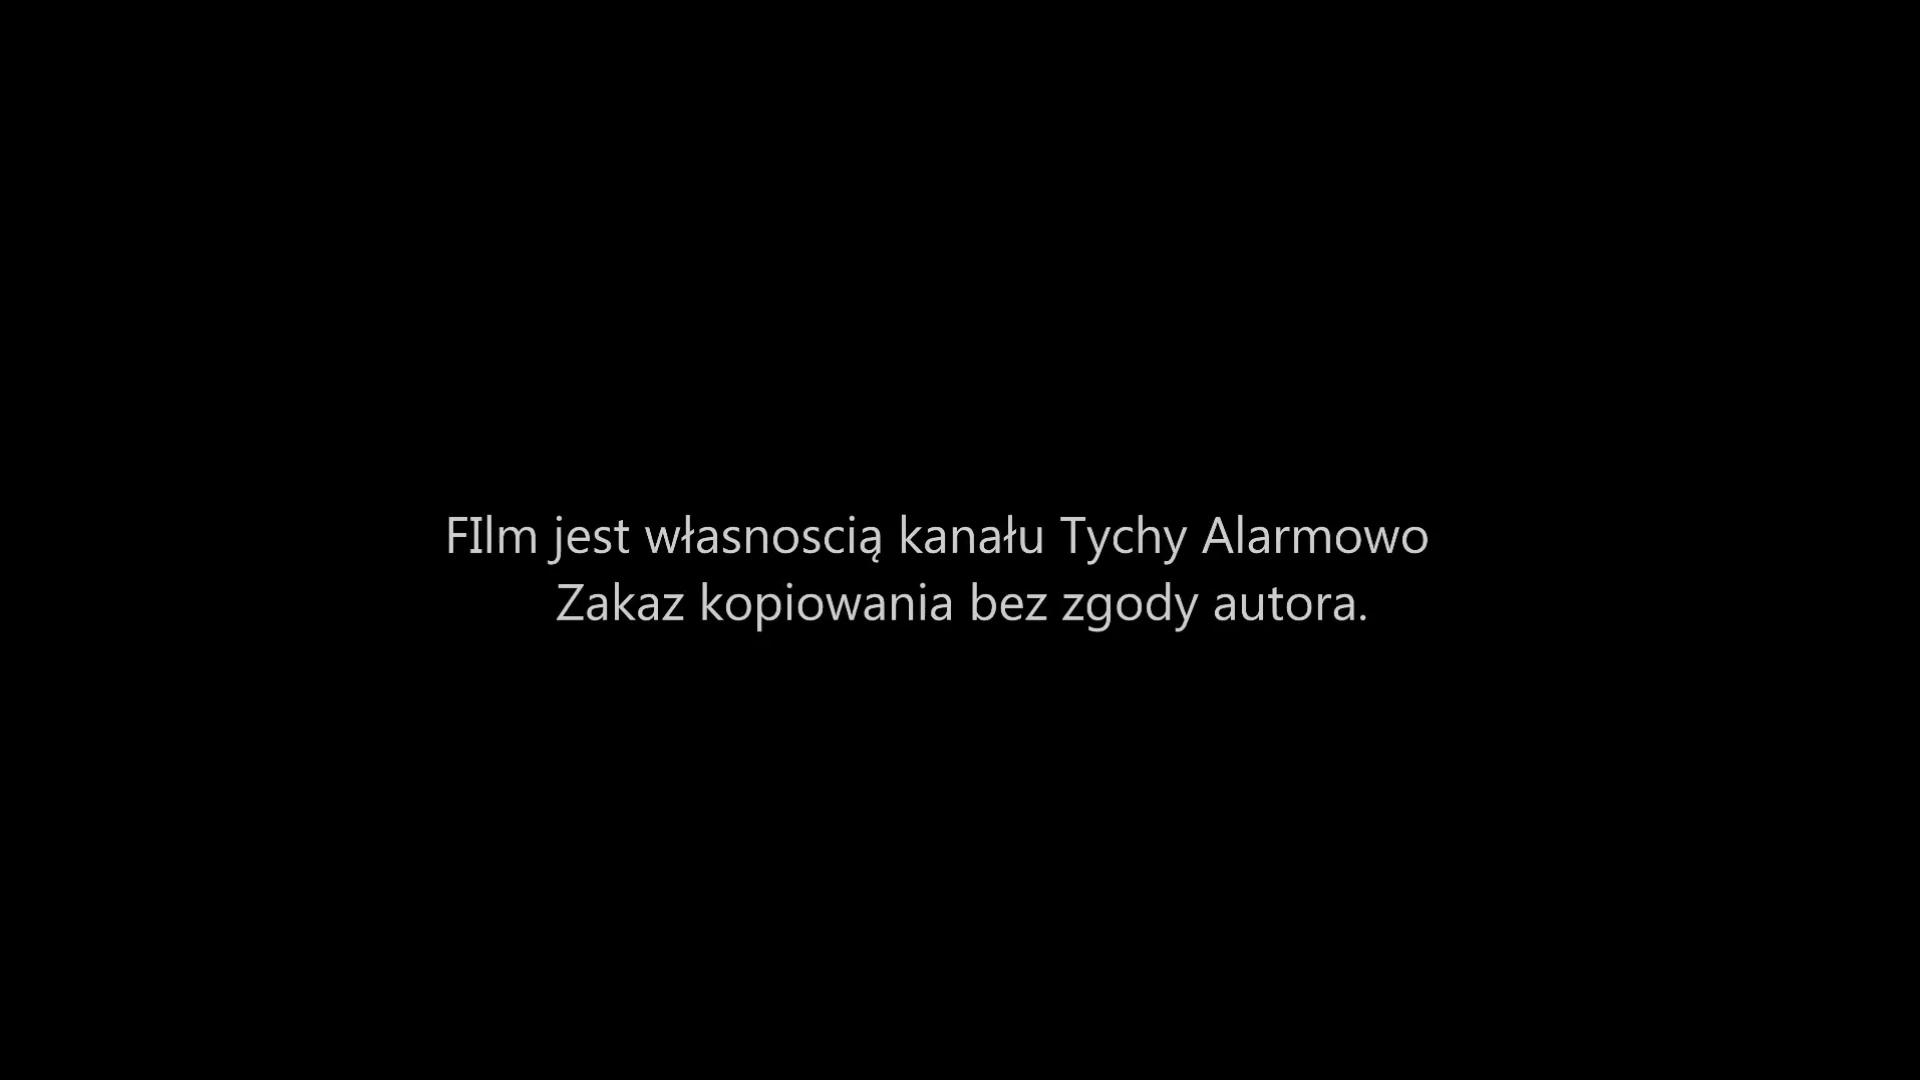 FIlm jest własnoscią kanału Tychy Alarmowo
Zakaz kopiowania bez zgody autora.